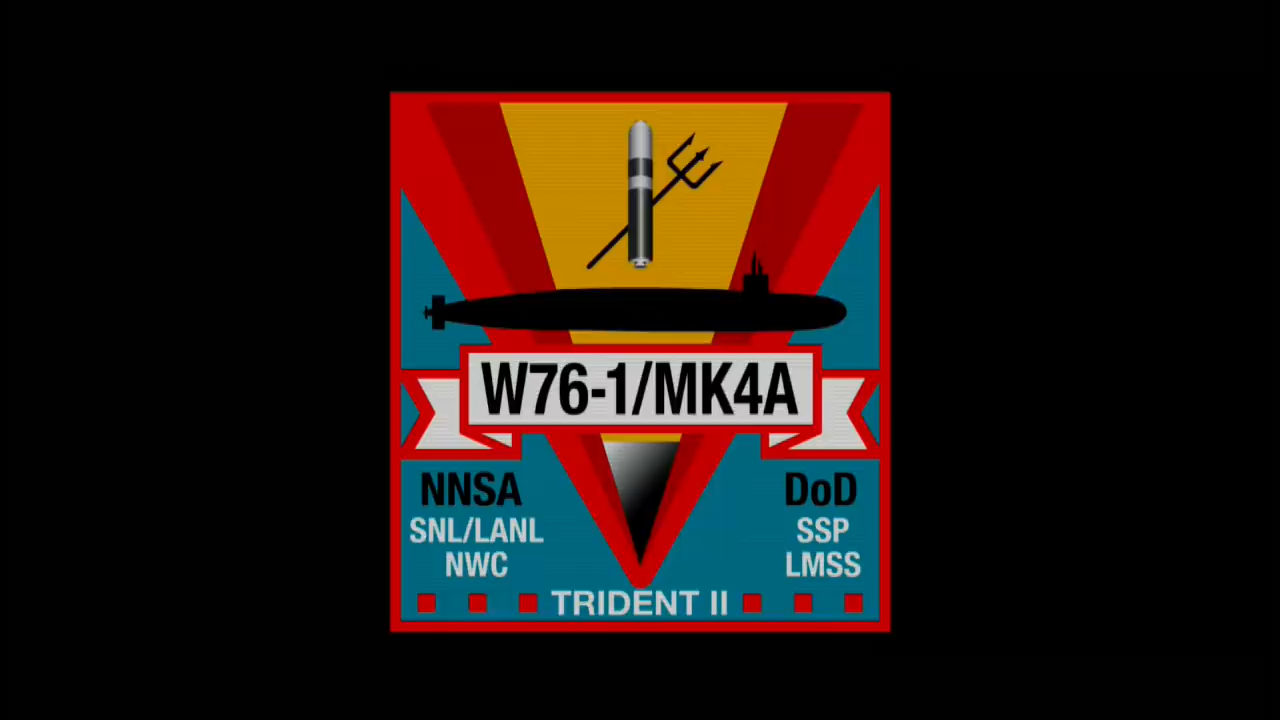 W76-1/MK4A
NNSA
SNL/LANL
NWC
DoD
SSP
LMSS
TRIDENT II